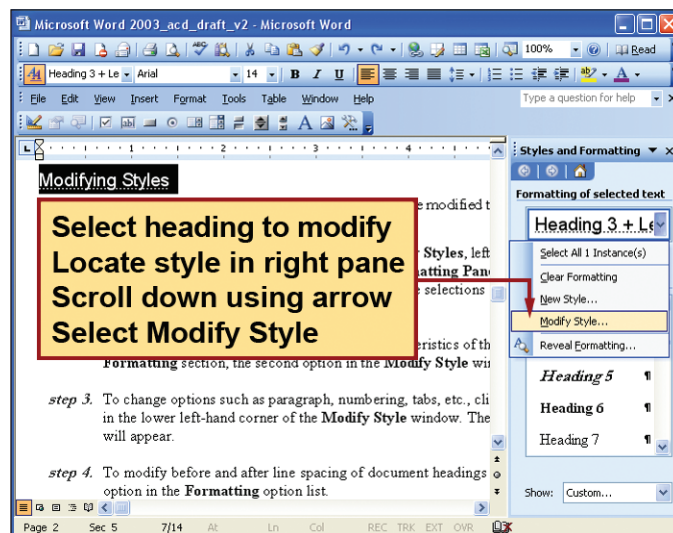 Microsoft Word 2003_acd_draft_v2 - Microsoft Word
100% Read
Heading 3 + Le Arial 14 B I U A
File Edit View Insert Format Tools Table Window Help Type a question for help
ab A
1 2 3 4
Styles and Formatting
Formatting of selected text
Heading 3 + Le
Select All 1 Instance(s)
Clear Formatting
New Style...
Modify Style...
Reveal Formatting...
Heading 5 ¶
Heading 6 ¶
Heading 7 ¶
Show: Custom...
Modifying Styles
e modified t
Select heading to modify
Locate style in right pane
Scroll down using arrow
Select Modify Style
r Styles, left
atting Pan
e selections
eristics of th
Formatting section, the second option in the Modify Style wi
step 3. To change options such as paragraph, numbering, tabs, etc., cli
in the lower left-hand corner of the Modify Style window. The
will appear.
step 4. To modify before and after line spacing of document headings
option in the Formatting option list.
Page 2 Sec 5 7/14 At Ln Col REC TRK EXT OVR